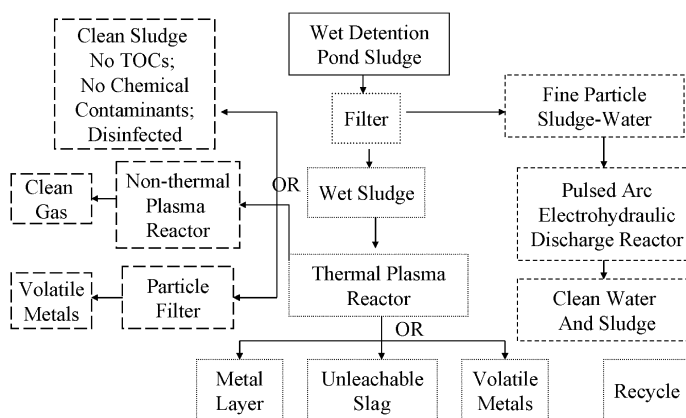 Clean Sludge
No TOCs;
No Chemical
Contaminants;
Disinfected
Wet Detention
Pond Sludge
Filter
Fine Particle
Sludge-Water
Clean
Gas
Non-thermal
Plasma
Reactor
OR
Wet Sludge
Pulsed Arc
Electrohydraulic
Discharge Reactor
Volatile
Metals
Particle
Filter
Thermal Plasma
Reactor
Clean Water
And Sludge
OR
Metal
Layer
Unleachable
Slag
Volatile
Metals
Recycle